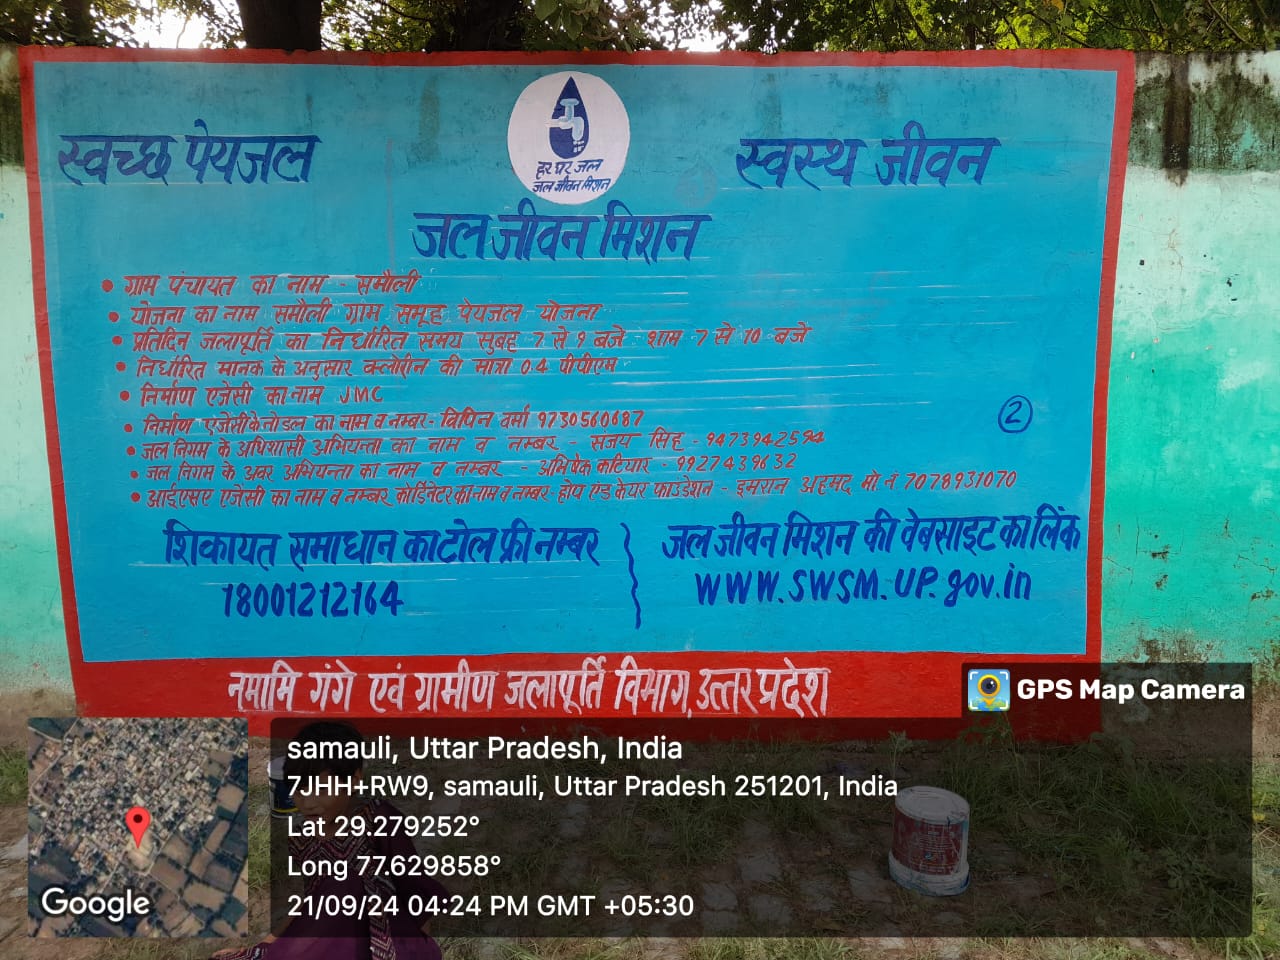 स्वच्छ पेयजल
हर घर जल
जल जीवन मिशन
स्वस्थ जीवन
जल जीवन मिशन
• ग्राम पंचायत का नाम - समौली
• योजना का नाम समौली ग्राम समूह पेयजल योजना
• प्रतिदिन जलापूर्ति का निर्धारित समय सुबह 7 से 9 बजे - शाम 7 से 10 बजे
• निर्धारित मानक के अनुसार क्लोरीन की मात्रा 0.4 पीपीएम
• निर्माण एजेंसी का नाम JMC
• निर्माण एजेंसी के नोडल का नाम व नम्बर - विपिन वर्मा 9730560687
• जल निगम के अधिशासी अभियन्ता का नाम व नम्बर - संजय सिंह - 9473942594
• जल निगम के अवर अभियन्ता का नाम व नम्बर - अभिषेक कटियार - 9927439632
• आईएसए एजेंसी का नाम व नम्बर कोर्डिनेटर का नाम व नम्बर - होप एंड केयर फाउंडेशन - इमरान अहमद मो. नं 7078931070
2
शिकायत समाधान का टोल फ्री नम्बर
18001212164
जल जीवन मिशन की वेबसाइट का लिंक
WWW.SWSM.UP.gov.in
नमामि गंगे एवं ग्रामीण जलापूर्ति विभाग, उत्तर प्रदेश
GPS Map Camera
samauli, Uttar Pradesh, India
7JHH+RW9, samauli, Uttar Pradesh 251201, India
Lat 29.279252°
Long 77.629858°
21/09/24 04:24 PM GMT +05:30
Google